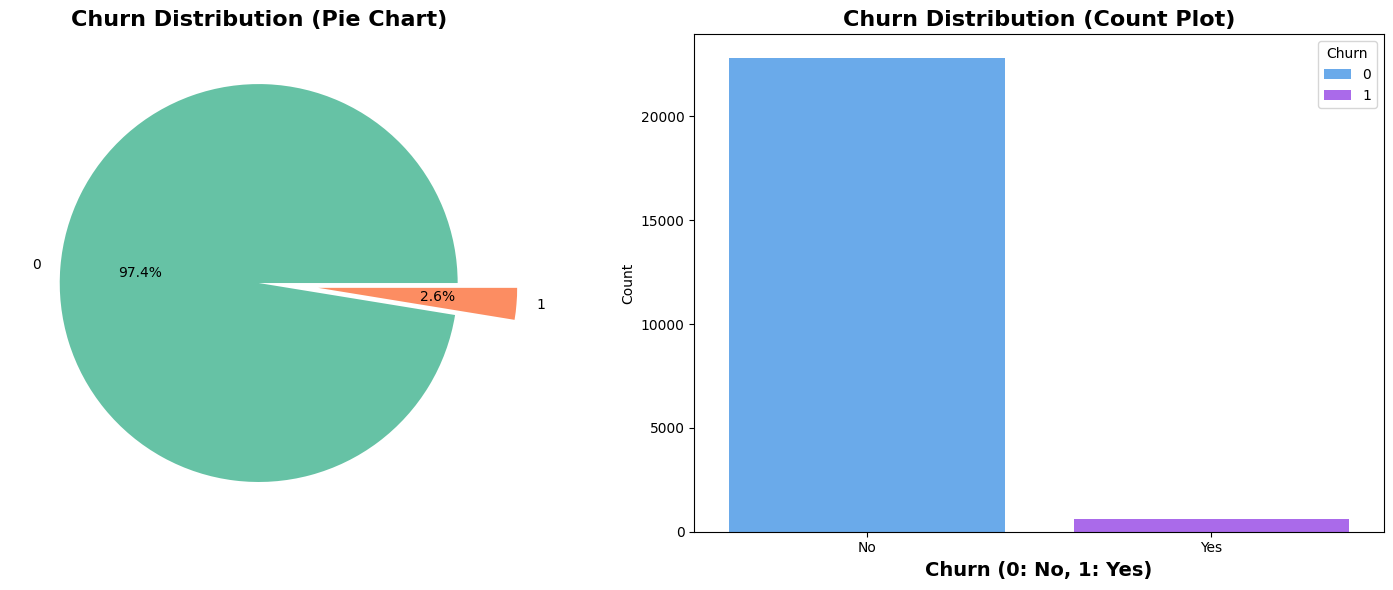 Churn Distribution (Pie Chart)
0
97.4%
2.6%
1
Churn Distribution (Count Plot)
Churn
0
1
20000
15000
10000
5000
0
Count
No
Yes
Churn (0: No, 1: Yes)